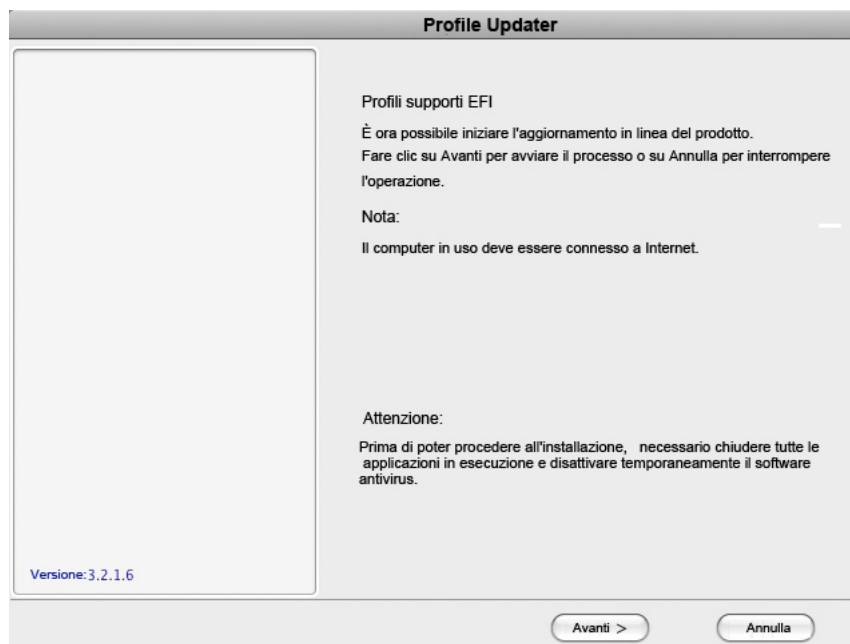 Profile Updater
Profili supporti EFI
È ora possibile iniziare l'aggiornamento in linea del prodotto.
Fare clic su Avanti per avviare il processo o su Annulla per interrompere
l'operazione.
Nota:
Il computer in uso deve essere connesso a Internet.
Attenzione:
Prima di poter procedere all'installazione, necessario chiudere tutte le
applicazioni in esecuzione e disattivare temporaneamente il software
antivirus.
Versione:3.2.1.6
Avanti >
Annulla